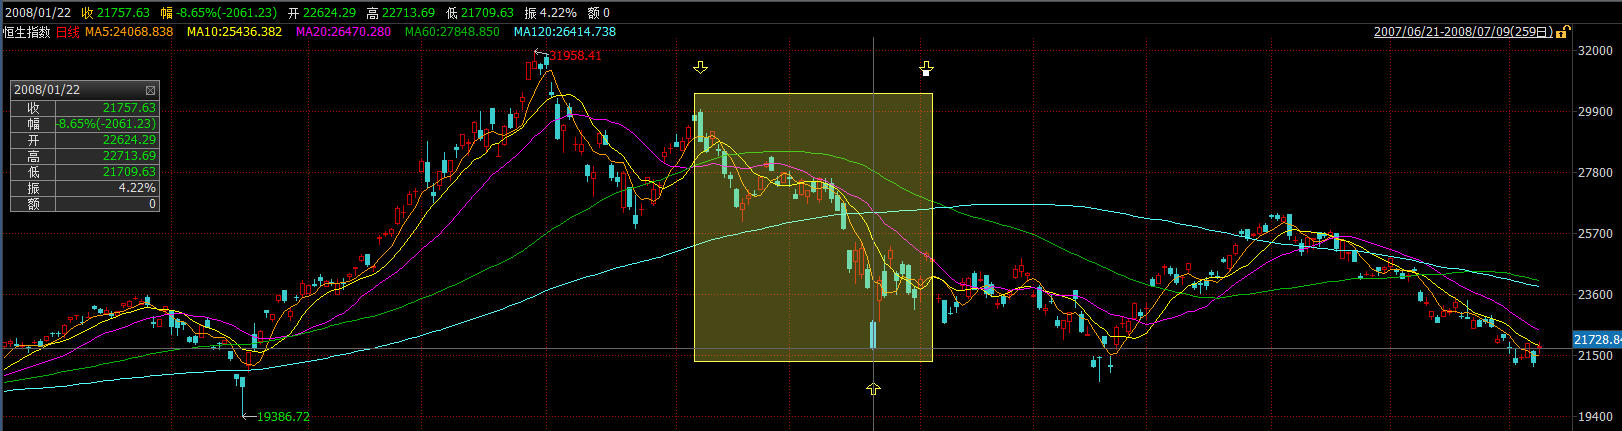 2008/01/22 收 21757.63 幅 -8.65%(-2061.23) 开 22624.29 高 22713.69 低 21709.63 振 4.22% 额 0
恒生指数 日线 MA5:24068.838 MA10:25436.382 MA20:26470.280 MA60:27848.850 MA120:26414.738 2007/06/21-2008/07/09(259日)
31958.41
32000
2008/01/22
收 21757.63
幅 -8.65%(-2061.23)
开 22624.29
高 22713.69
低 21709.63
振 4.22%
额 0
29900
27800
25700
23600
21728.84
21500
19386.72
19400